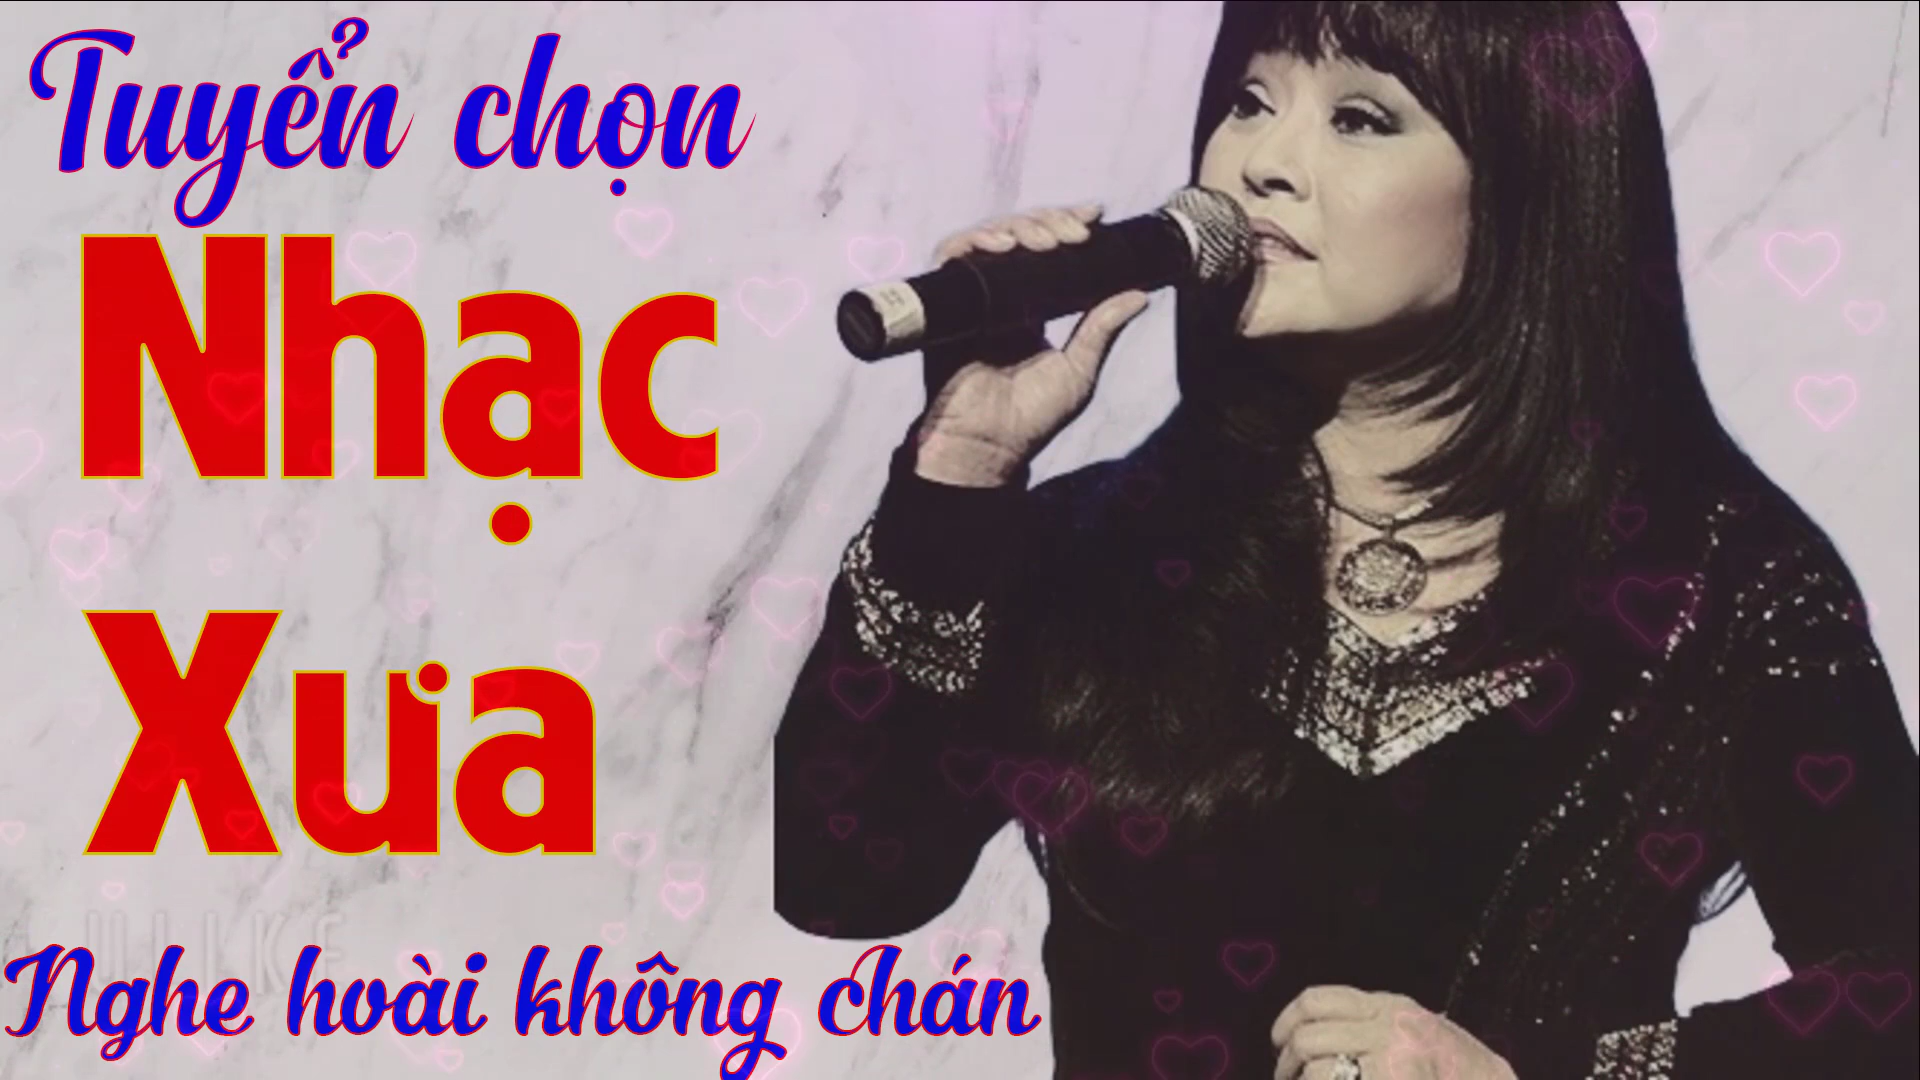 Tuyển chọn
Nhạc
Xưa
Nghe hoài không chán